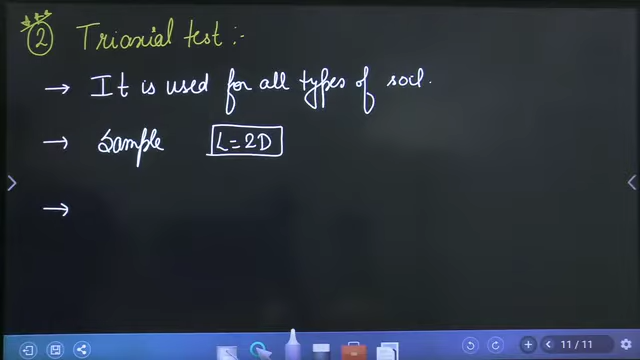 ② Triaxial test :-
→ It is used for all types of soil.
→ Sample L = 2D
→
11 / 11